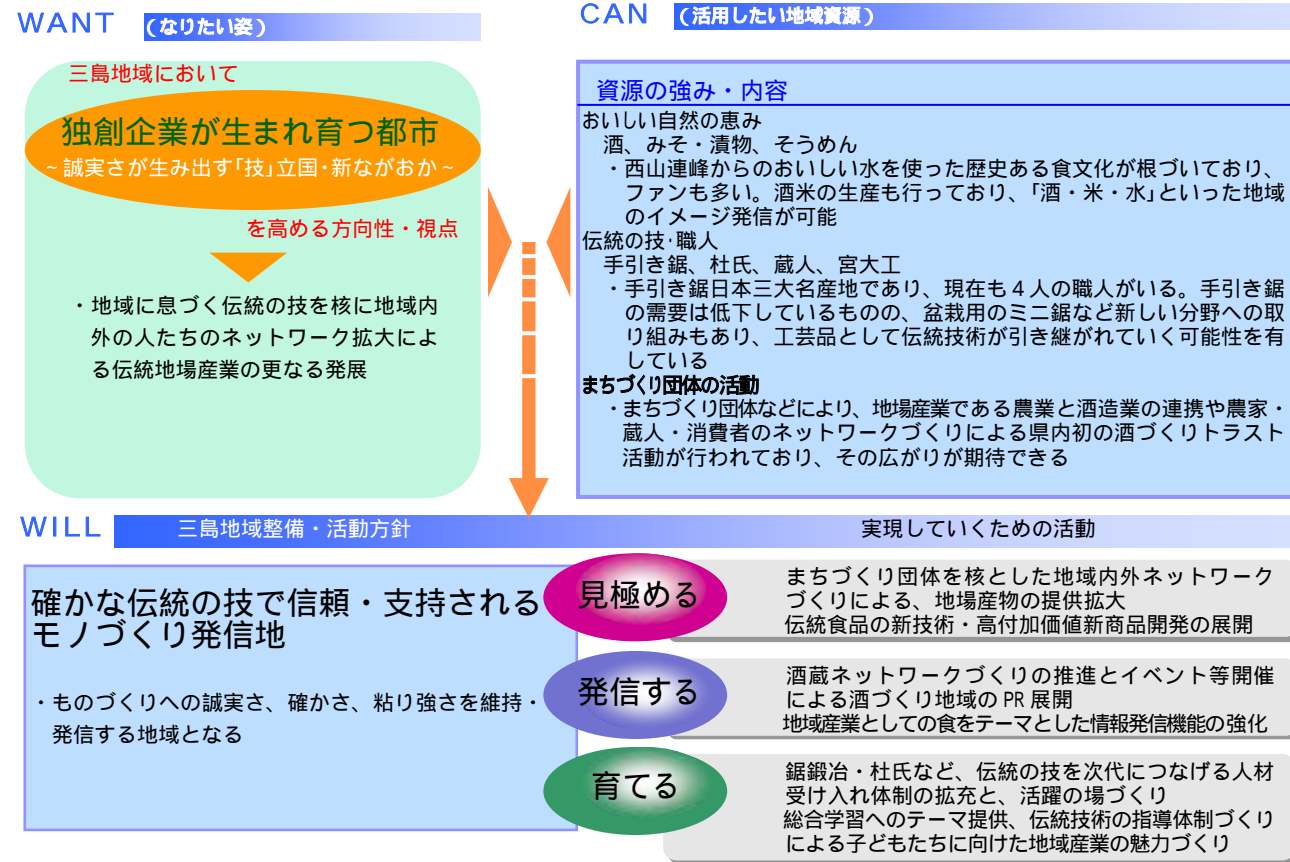 WANT (なりたい姿)
三島地域において
独創企業が生まれ育つ都市
~誠実さが生み出す「技」立国・新ながおか~
を高める方向性・視点
・地域に息づく伝統の技を核に地域内
外の人たちのネットワーク拡大によ
る伝統地場産業の更なる発展
CAN (活用したい地域資源)
資源の強み・内容
おいしい自然の恵み
酒、みそ・漬物、そうめん
・西山連峰からのおいしい水を使った歴史ある食文化が根づいており、
ファンも多い。酒米の生産も行っており、「酒・米・水」といった地域
のイメージ発信が可能
伝統の技・職人
手引き鋸、杜氏、蔵人、宮大工
・手引き鋸日本三大名産地であり、現在も4人の職人がいる。手引き鋸
の需要は低下しているものの、盆栽用のミニ鋸など新しい分野への取
り組みもあり、工芸品として伝統技術が引き継がれていく可能性を有
している
まちづくり団体の活動
・まちづくり団体などにより、地場産業である農業と酒造業の連携や農家・
蔵人・消費者のネットワークづくりによる県内初の酒づくりトラスト
活動が行われており、その広がりが期待できる
WILL 三島地域整備・活動方針 実現していくための活動
確かな伝統の技で信頼・支持される
モノづくり発信地
・ものづくりへの誠実さ、確かさ、粘り強さを維持・
発信する地域となる
見極める
まちづくり団体を核とした地域内外ネットワーク
づくりによる、地場産物の提供拡大
伝統食品の新技術・高付加価値新商品開発の展開
発信する
酒蔵ネットワークづくりの推進とイベント等開催
による酒づくり地域の PR 展開
地域産業としての食をテーマとした情報発信機能の強化
育てる
鋸鍛冶・杜氏など、伝統の技を次代につなげる人材
受け入れ体制の拡充と、活躍の場づくり
総合学習へのテーマ提供、伝統技術の指導体制づくり
による子どもたちに向けた地域産業の魅力づくり